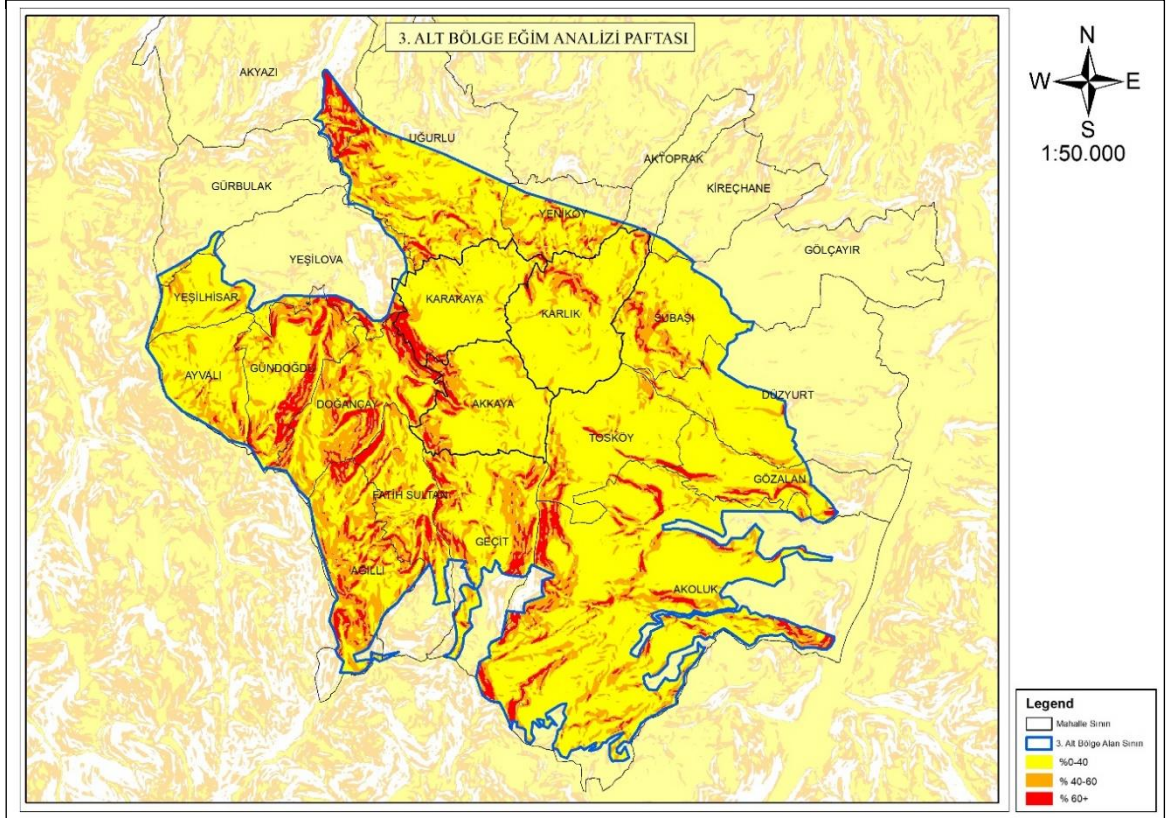 3. ALT BÖLGE EĞİM ANALİZİ PAFTASI
N
W E
S
1:50.000
AKYAZI
UĞURLU
AKTOPRAK
KİREÇHANE
GÜRBULAK
YENİKÖY
GÖLÇAYIR
YEŞİLOVA
YEŞİLHİSAR
KARAKAYA
KARLIK
SUBAŞI
AYVALI
GÜNDOĞDU
DOĞANÇAY
AKKAYA
DÜZYURT
TOSKÖY
GÖZALAN
FATİH SULTAN
GEÇİT
AĞILLI
AKOLUK
Legend
Mahalle Sınırı
3. Alt Bölge Alan Sınırı
%0-40
% 40-60
% 60+